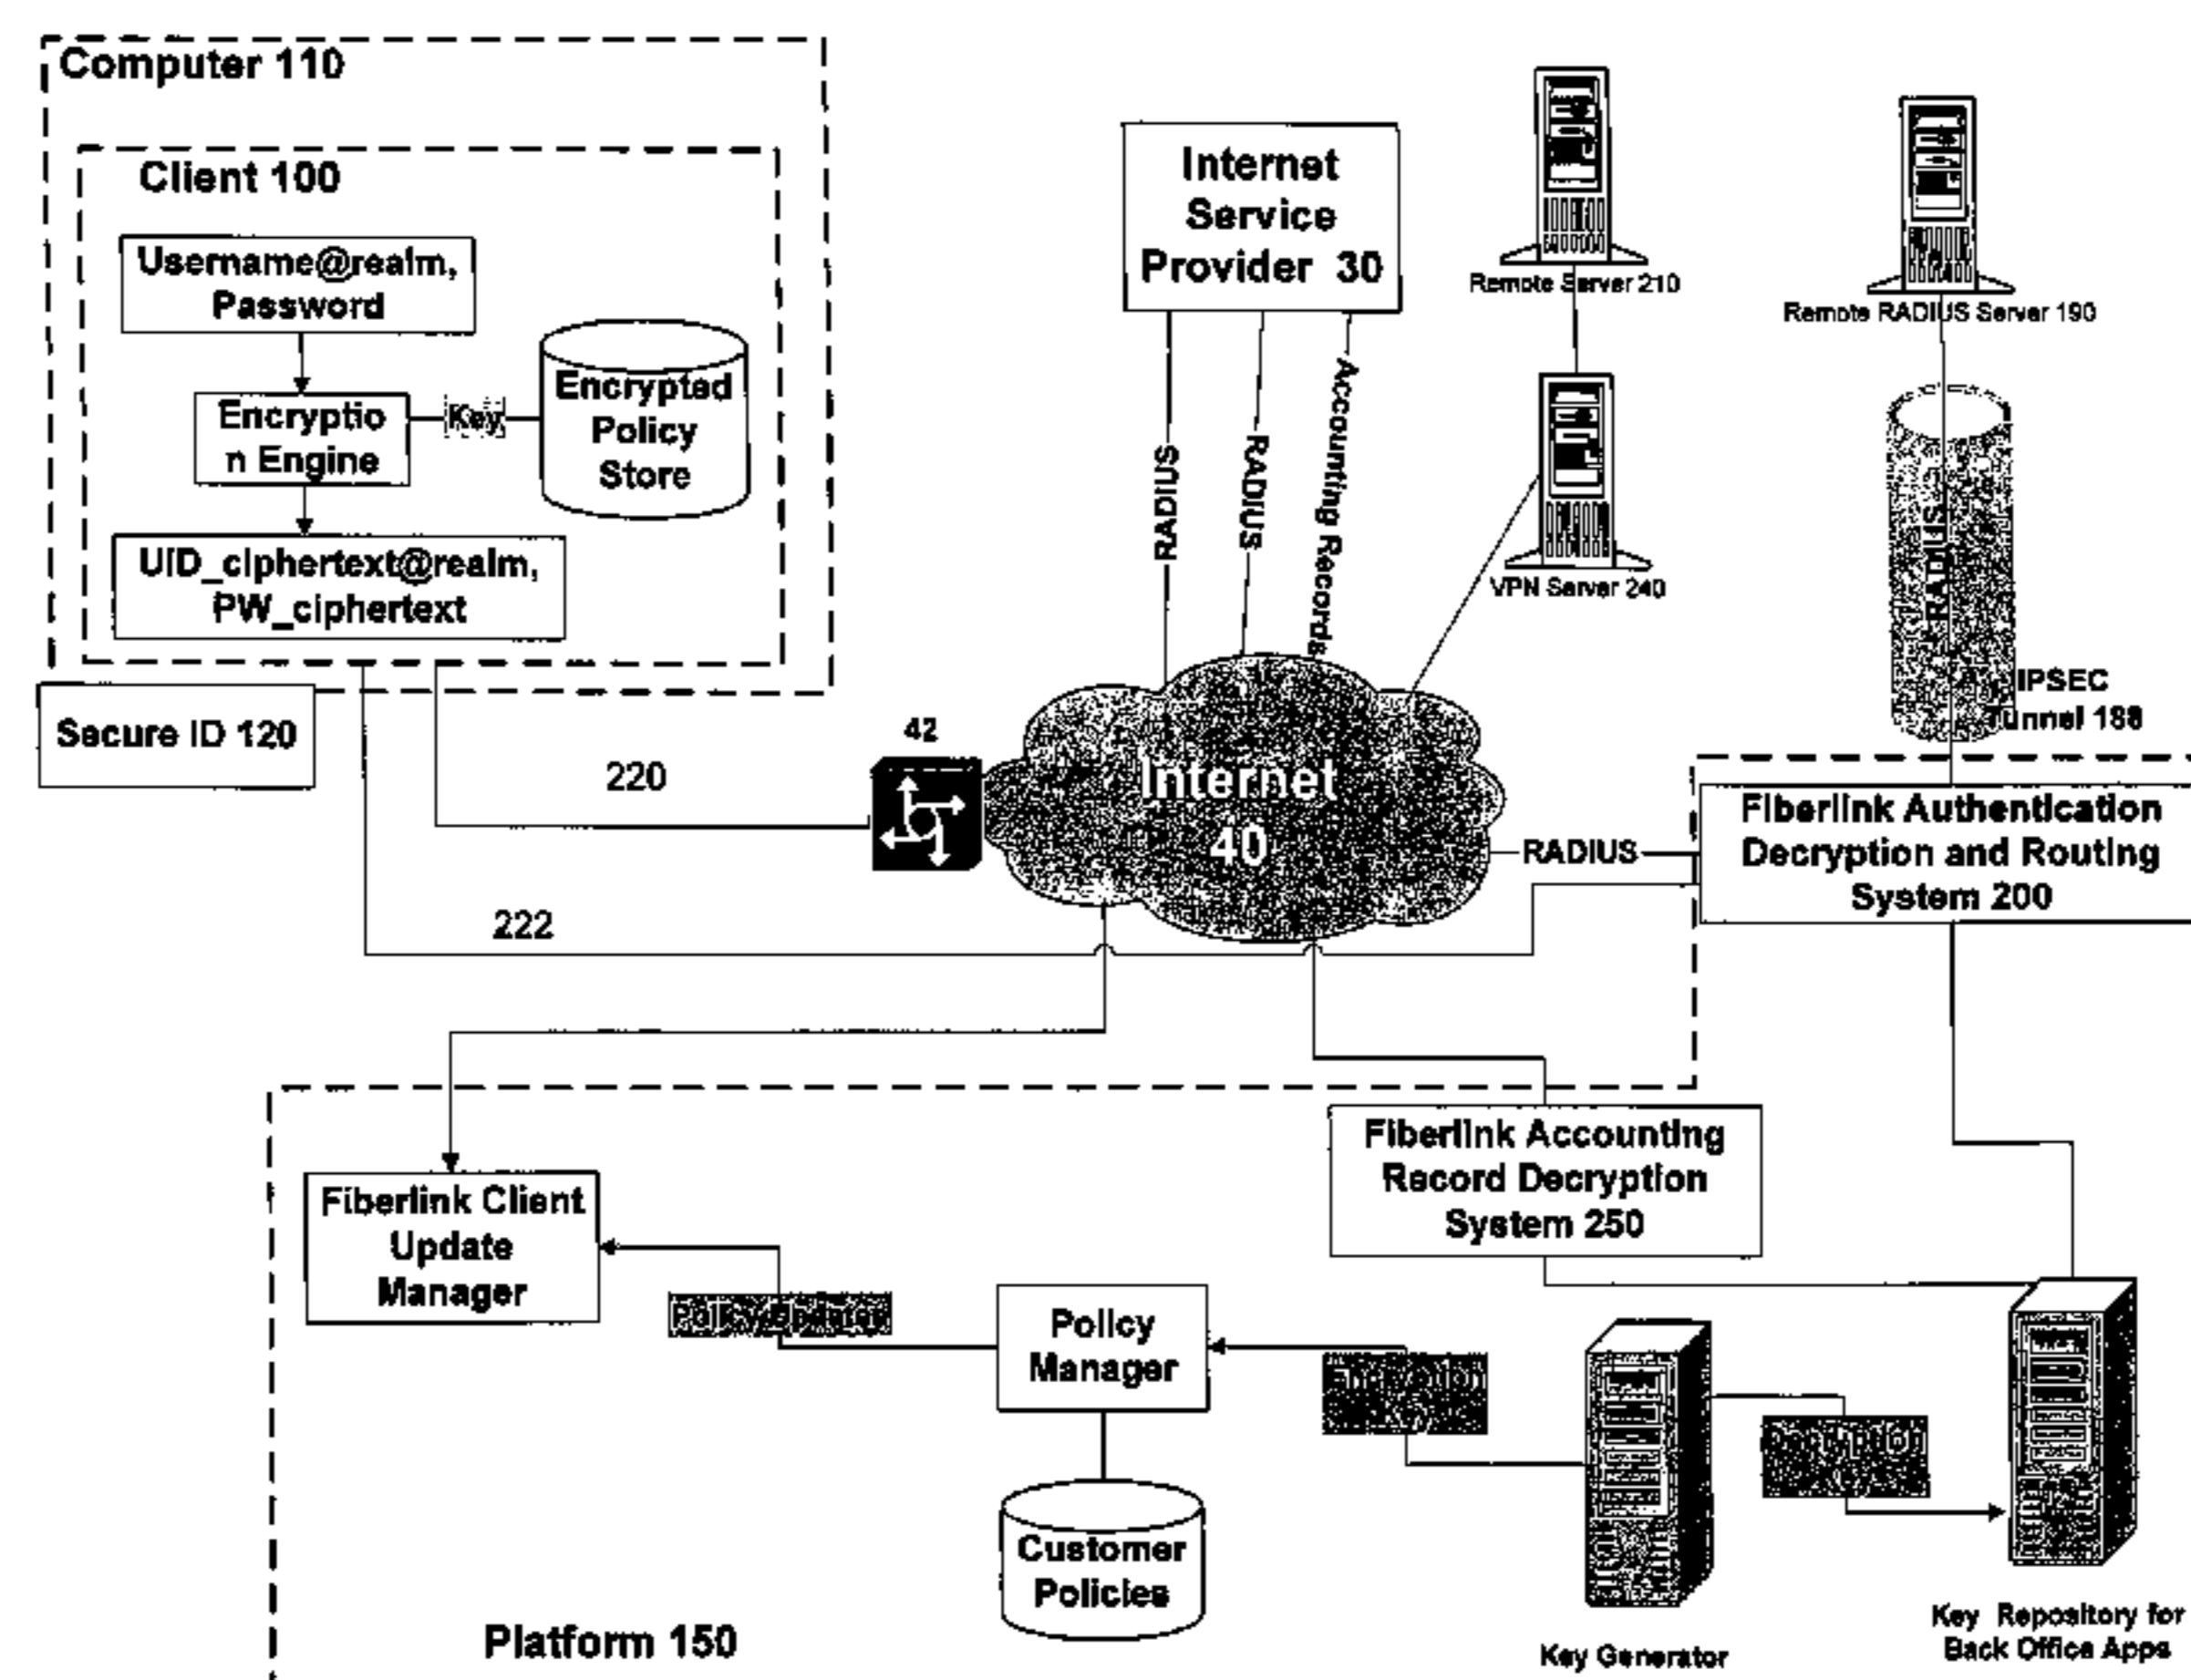 Computer 110
Client 100
Username@realm,
Password
Encryptio
n Engine
Key
Encrypted
Policy
Store
UID_ciphertext@realm,
PW_ciphertext
Secure ID 120
Internet
Service
Provider 30
RADIUS
RADIUS
Accounting Records
Remote Server 210
VPN Server 240
Remote RADIUS Server 190
RADIUS
IPSEC
Tunnel 188
42
220
222
Internet
40
RADIUS
Fiberlink Authentication
Decryption and Routing
System 200
Fiberlink Accounting
Record Decryption
System 250
Fiberlink Client
Update
Manager
Policy Updates
Policy
Manager
Encryption
Decryption
Customer
Policies
Platform 150
Key Generator
Key Repository for
Back Office Apps